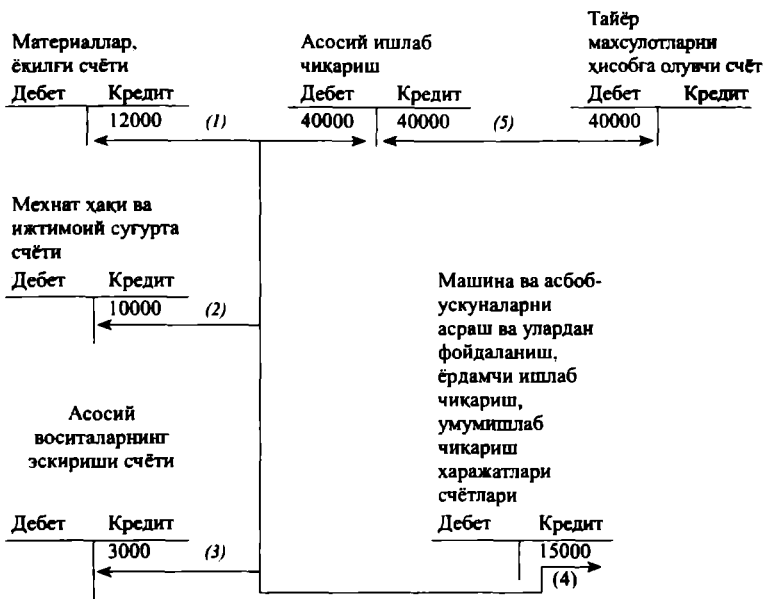 Материаллар,
ёқилғи счёти
Дебет Кредит
12000 (1)
Асосий ишлаб
чиқариш
Дебет Кредит
40000 40000 (5)
Тайёр
махсулотларни
ҳисобга олувчи счёт
Дебет Кредит
40000
Мехнат ҳақи ва
ижтимоий суғурта
счёти
Дебет Кредит
10000 (2)
Асосий
воситаларнинг
эскириши счёти
Дебет Кредит
3000 (3)
Машина ва асбоб-
ускуналарни
асраш ва улардан
фойдаланиш,
ёрдамчи ишлаб
чиқариш,
умумишлаб
чиқариш
харажатлари
счётлари
Дебет Кредит
15000
(4)